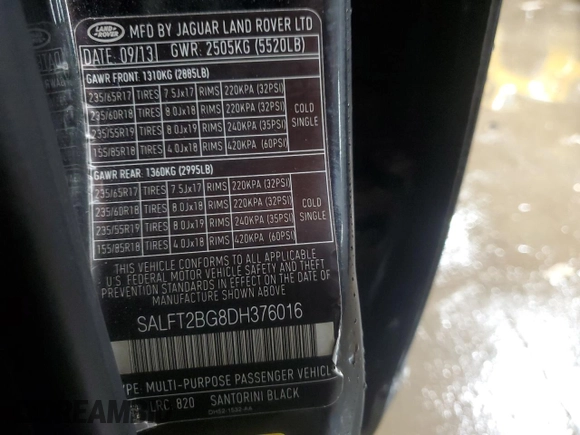 LAND ROVER
MFD BY JAGUAR LAND ROVER LTD
DATE: 09/13 GWR: 2505KG (5520LB)
GAWR FRONT: 1310KG (2885LB)
235/65R17 TIRES 7.5Jx17 RIMS 220KPA (32PSI)
235/60R18 TIRES 8.0Jx18 RIMS 220KPA (32PSI)
235/55R19 TIRES 8.0Jx19 RIMS 240KPA (35PSI)
155/85R18 TIRES 4.0Jx18 RIMS 420KPA (60PSI)
COLD SINGLE
GAWR REAR: 1360KG (2995LB)
235/65R17 TIRES 7.5Jx17 RIMS 220KPA (32PSI)
235/60R18 TIRES 8.0Jx18 RIMS 220KPA (32PSI)
235/55R19 TIRES 8.0Jx19 RIMS 240KPA (35PSI)
155/85R18 TIRES 4.0Jx18 RIMS 420KPA (60PSI)
COLD SINGLE
THIS VEHICLE CONFORMS TO ALL APPLICABLE
U.S. FEDERAL MOTOR VEHICLE SAFETY AND THEFT
PREVENTION STANDARDS IN EFFECT ON THE DATE OF
MANUFACTURE SHOWN ABOVE
SALFT2BG8DH376016
YPE: MULTI-PURPOSE PASSENGER VEHICL
LRC 820 SANTORINI BLACK